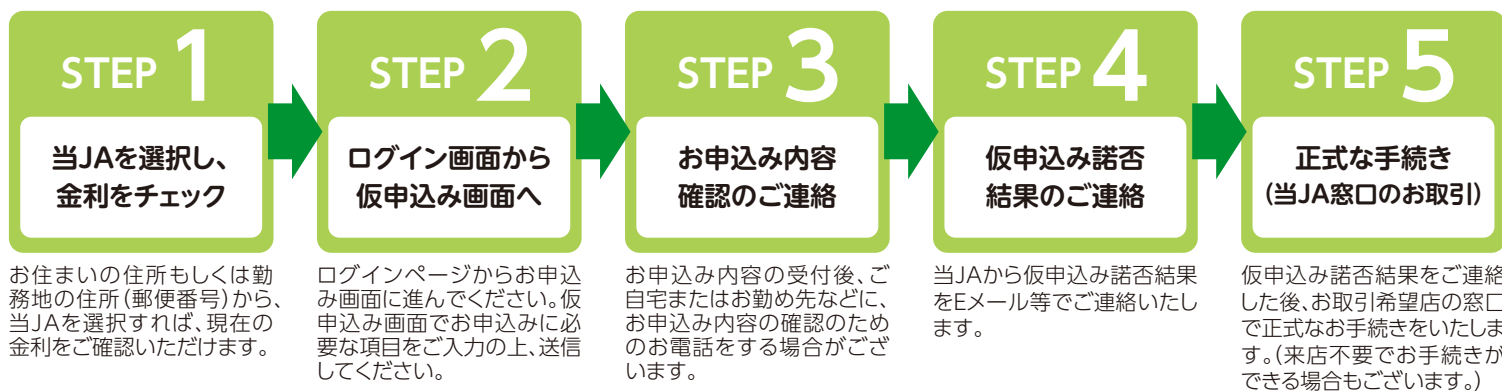 STEP 1
当JAを選択し、
金利をチェック
お住まいの住所もしくは勤
務地の住所(郵便番号)から、
当JAを選択すれば、現在の
金利をご確認いただけます。
STEP 2
ログイン画面から
仮申込み画面へ
ログインページからお申込
み画面に進んでください。仮
申込み画面でお申込みに必
要な項目をご入力の上、送信
してください。
STEP 3
お申込み内容
確認のご連絡
お申込み内容の受付後、ご
自宅またはお勤め先などに、
お申込み内容の確認のため
のお電話をする場合がござ
います。
STEP 4
仮申込み諾否
結果のご連絡
当JAから仮申込み諾否結果
をEメール等でご連絡いたし
ます。
STEP 5
正式な手続き
(当JA窓口のお取引)
仮申込み諾否結果をご連絡
した後、お取引希望店の窓口
で正式なお手続きをいたしま
す。(来店不要でお手続きが
できる場合もございます。)